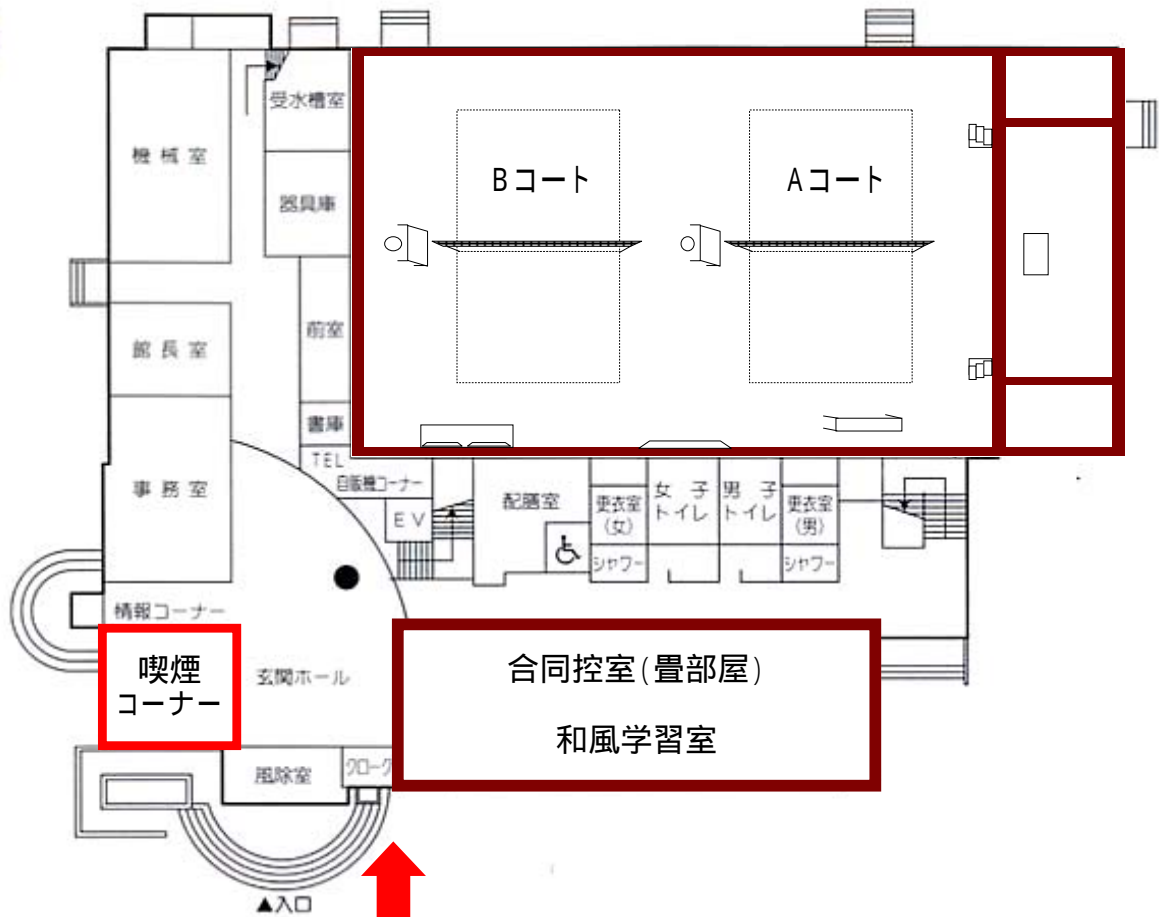 受水槽室
機械室
器具庫
Bコート
Aコート
館長室
前室
書庫
TEL
自販機コーナー
事務室
EV
配膳室
更衣室
(女)
女子
トイレ
男子
トイレ
更衣室
(男)
シャワー
シャワー
情報コーナー
喫煙
コーナー
玄関ホール
合同控室(畳部屋)
和風学習室
風除室
クローク
▲入口